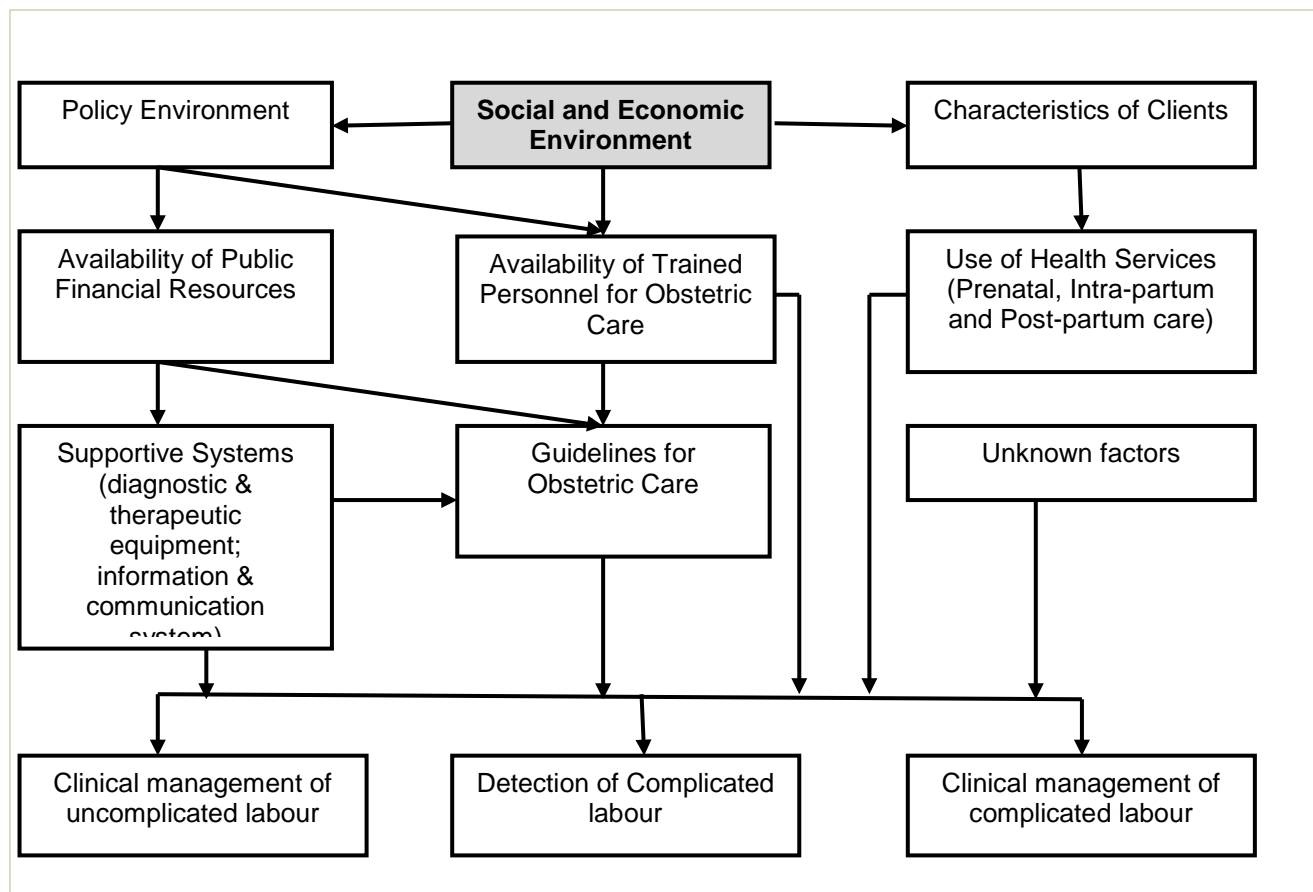 Policy Environment
Social and Economic
Environment
Characteristics of Clients
Availability of Public
Financial Resources
Availability of Trained
Personnel for Obstetric
Care
Use of Health Services
(Prenatal, Intra-partum
and Post-partum care)
Supportive Systems
(diagnostic &
therapeutic
equipment;
information &
communication
system)
Guidelines for
Obstetric Care
Unknown factors
Clinical management of
uncomplicated labour
Detection of Complicated
labour
Clinical management of
complicated labour